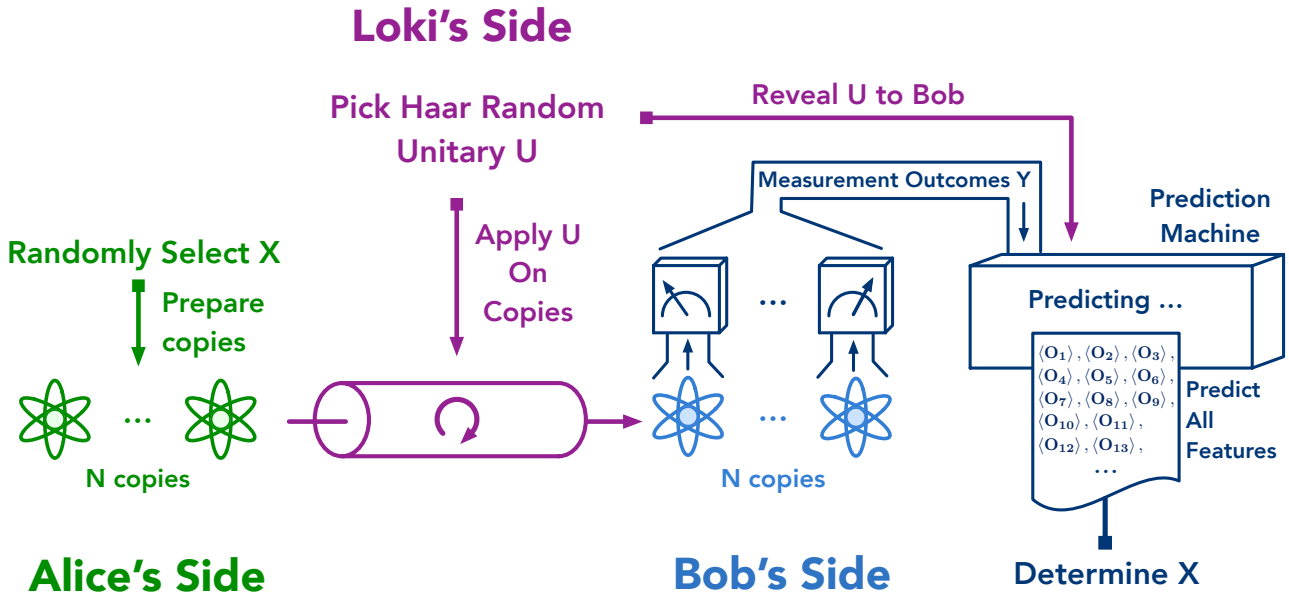 Loki's Side
Pick Haar Random
Unitary U
Reveal U to Bob
Measurement Outcomes Y
Prediction
Machine
Randomly Select X
Prepare
copies
Apply U
On
Copies
...
Predicting ...
⟨O₁⟩ , ⟨O₂⟩ , ⟨O₃⟩ ,
⟨O₄⟩ , ⟨O₅⟩ , ⟨O₆⟩ ,
⟨O₇⟩ , ⟨O₈⟩ , ⟨O₉⟩ ,
⟨O₁₀⟩ , ⟨O₁₁⟩ ,
⟨O₁₂⟩ , ⟨O₁₃⟩ ,
...
Predict
All
Features
...
...
N copies
N copies
Alice's Side
Bob's Side
Determine X